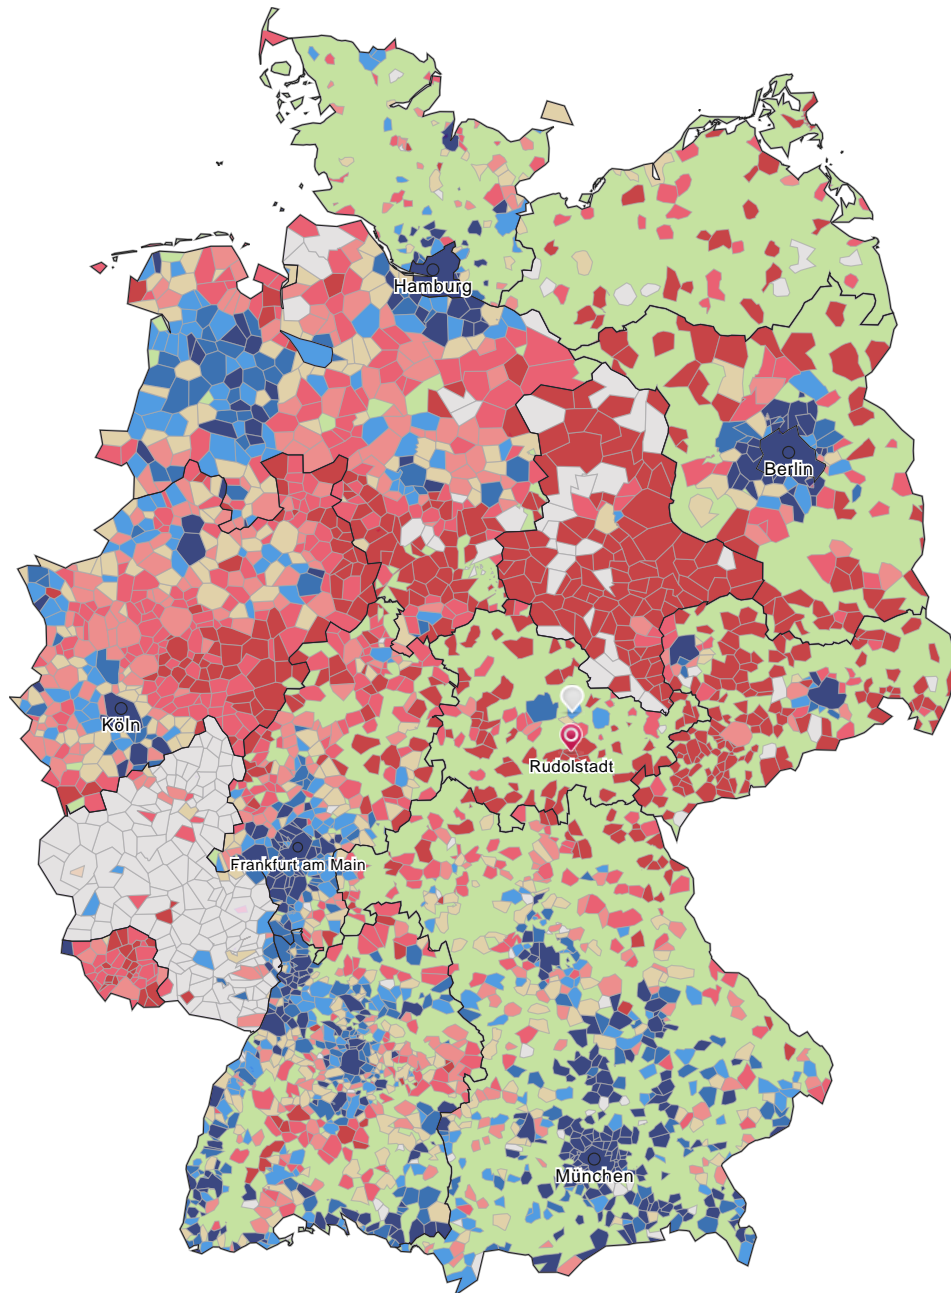 Hamburg
Berlin
Köln
Rudolstadt
Frankfurt am Main
München